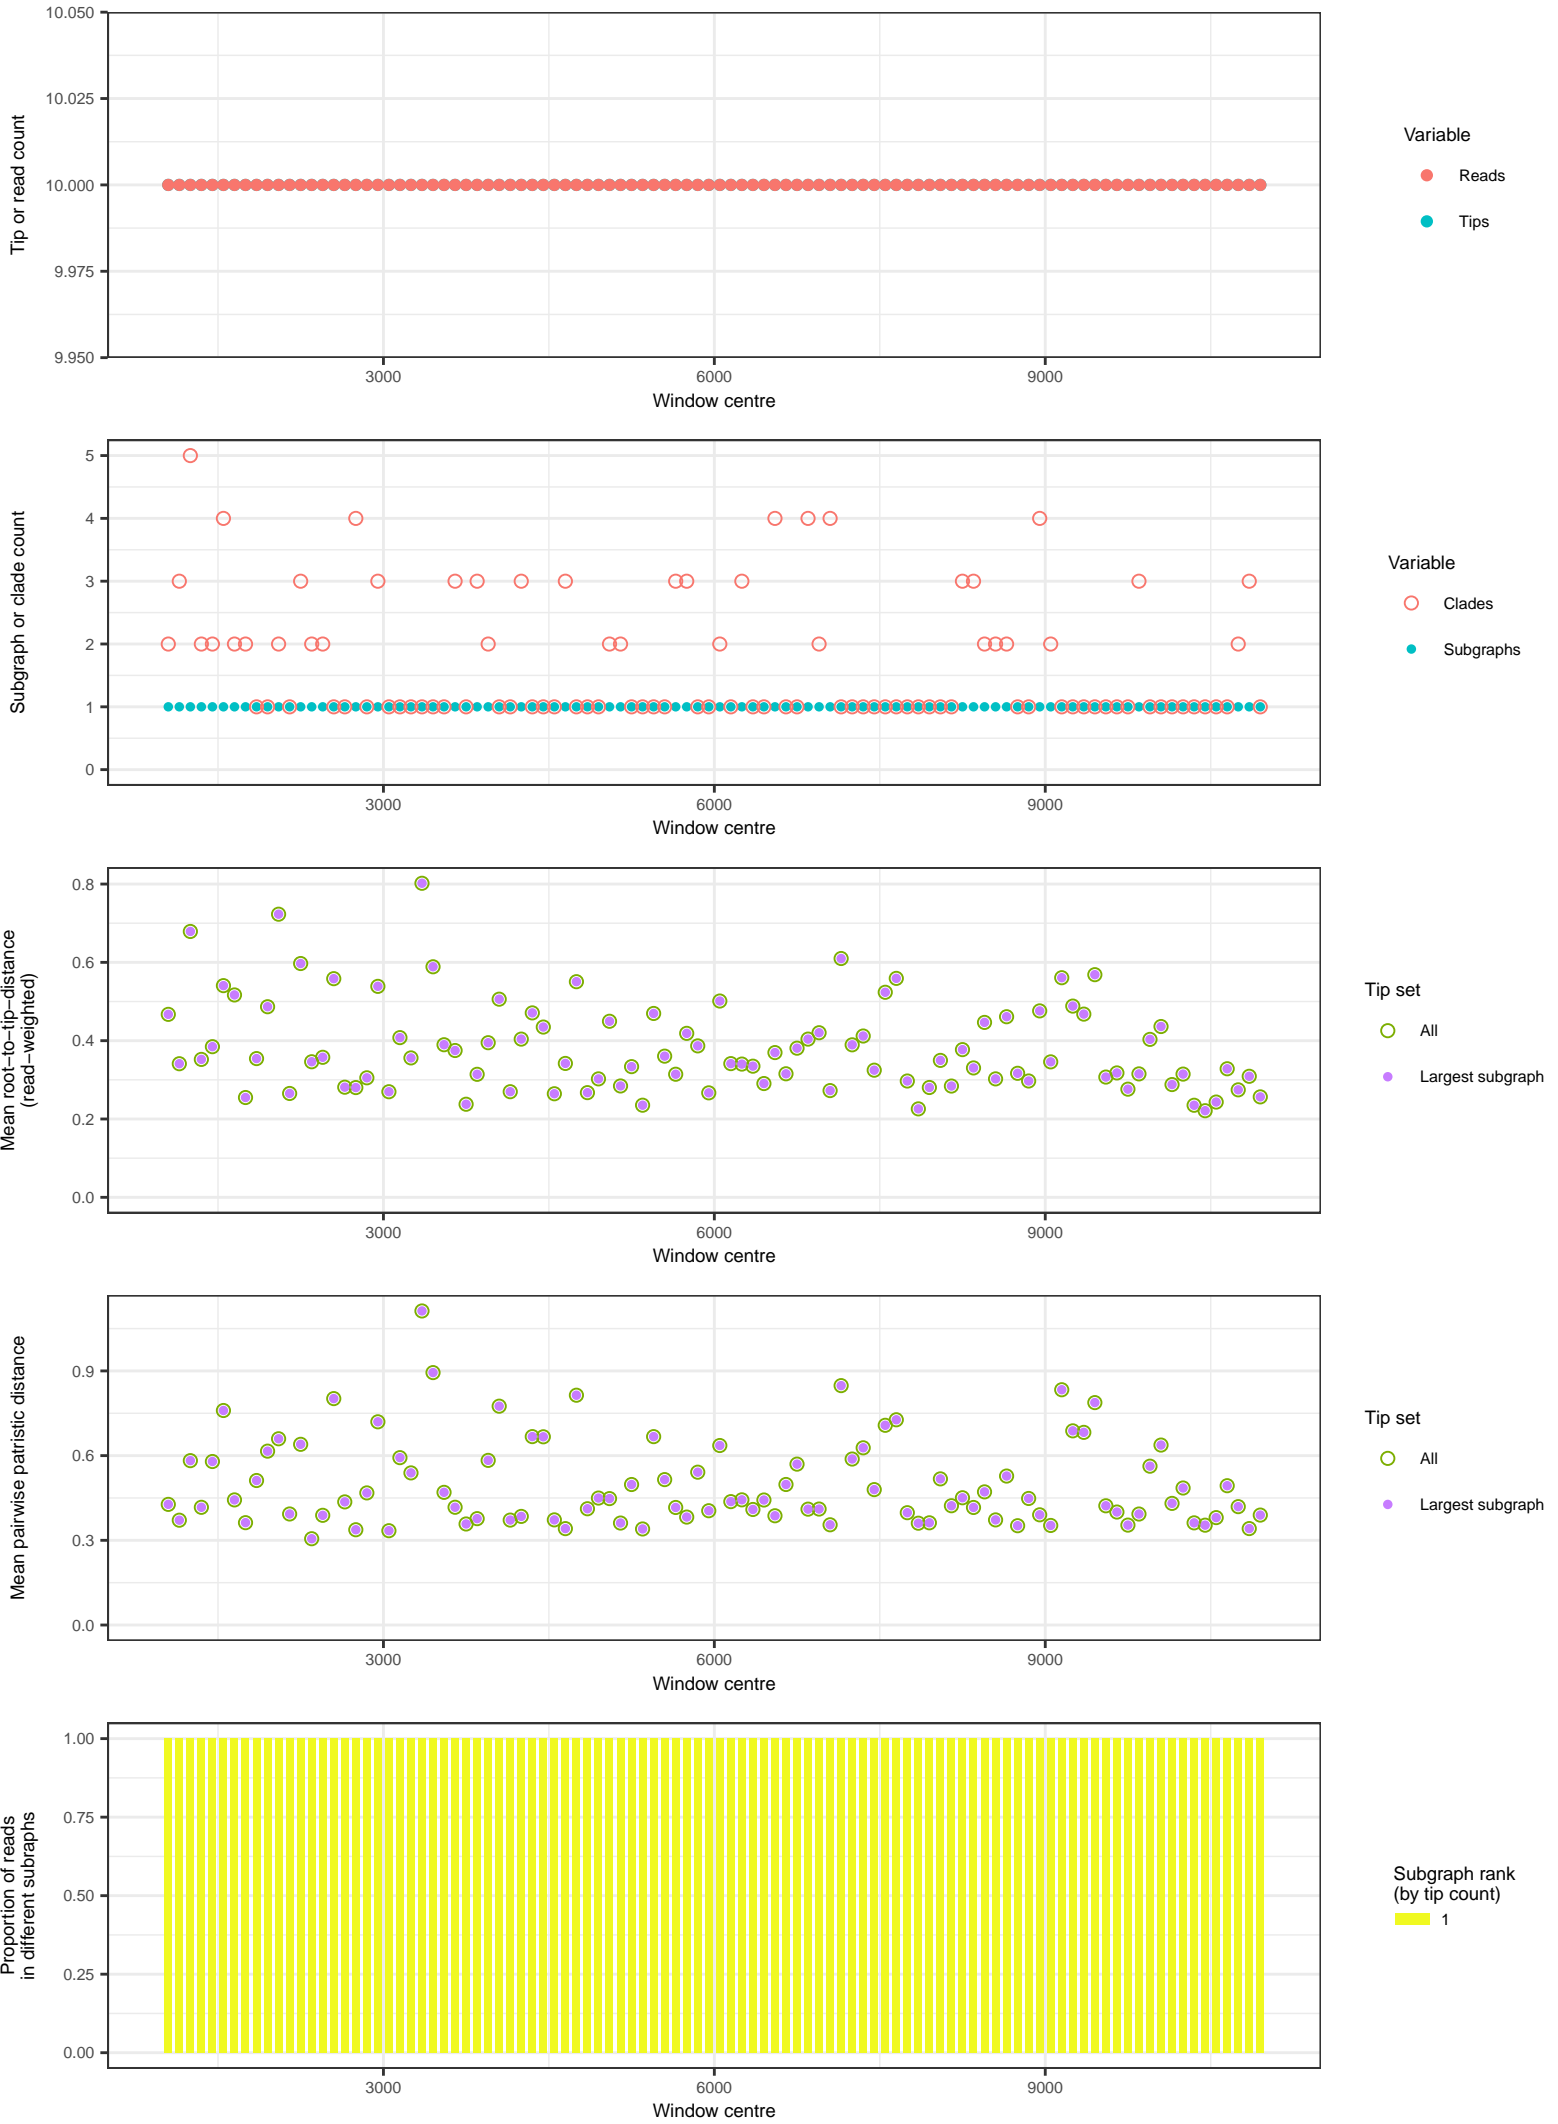 10.050
10.025
10.000
9.975
9.950
Tip or read count
3000
6000
9000
Window centre
Variable
Reads
Tips
5
4
3
2
1
0
Subgraph or clade count
3000
6000
9000
Window centre
Variable
Clades
Subgraphs
0.8
0.6
0.4
0.2
0.0
Mean root−to−tip−distance
(read−weighted)
3000
6000
9000
Window centre
Tip set
All
Largest subgraph
0.9
0.6
0.3
0.0
Mean pairwise patristic distance
3000
6000
9000
Window centre
Tip set
All
Largest subgraph
1.00
0.75
0.50
0.25
0.00
Proportion of reads
in different subraphs
3000
6000
9000
Window centre
Subgraph rank
(by tip count)
1